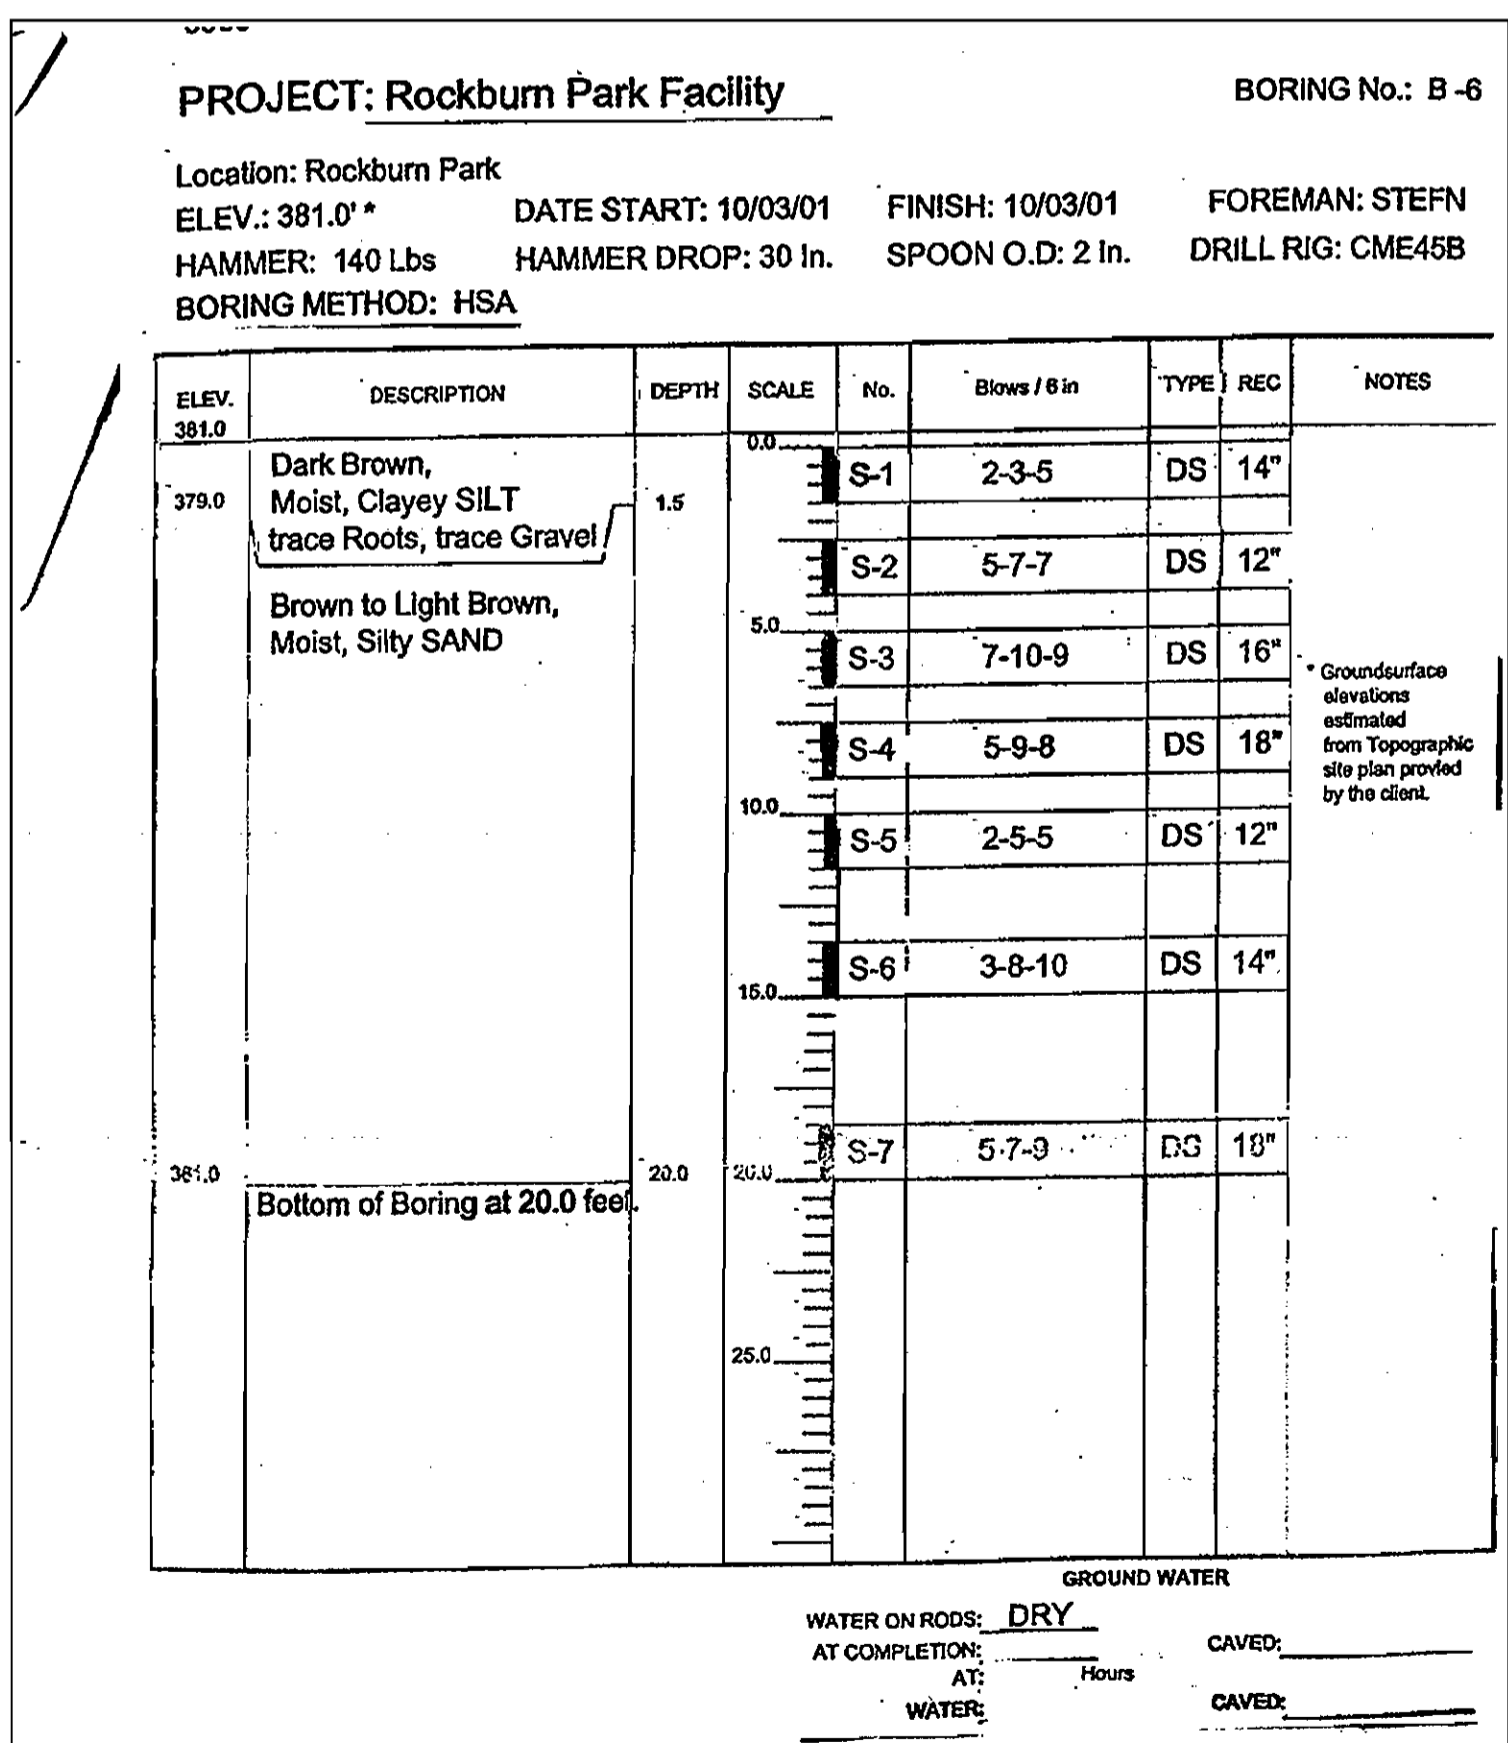 PROJECT: Rockburn Park Facility
BORING No.: B-6
Location: Rockburn Park
ELEV.: 381.0' *
DATE START: 10/03/01
FINISH: 10/03/01
FOREMAN: STEFN
HAMMER: 140 Lbs
HAMMER DROP: 30 In.
SPOON O.D: 2 In.
DRILL RIG: CME45B
BORING METHOD: HSA
ELEV. DESCRIPTION DEPTH SCALE No. Blows / 6 in TYPE REC NOTES
381.0
0.0
Dark Brown,
S-1 2-3-5 DS 14"
379.0 Moist, Clayey SILT 1.5
trace Roots, trace Gravel
S-2 5-7-7 DS 12"
Brown to Light Brown,
5.0
Moist, Silty SAND
S-3 7-10-9 DS 16"
* Groundsurface
elevations
estimated
from Topographic
site plan provied
by the client.
S-4 5-9-8 DS 18"
10.0
S-5 2-5-5 DS 12"
S-6 3-8-10 DS 14"
15.0
S-7 5-7-9 DS 18"
361.0 20.0 20.0
Bottom of Boring at 20.0 feet.
25.0
GROUND WATER
WATER ON RODS: DRY
AT COMPLETION:
CAVED:
AT: Hours
WATER:
CAVED: